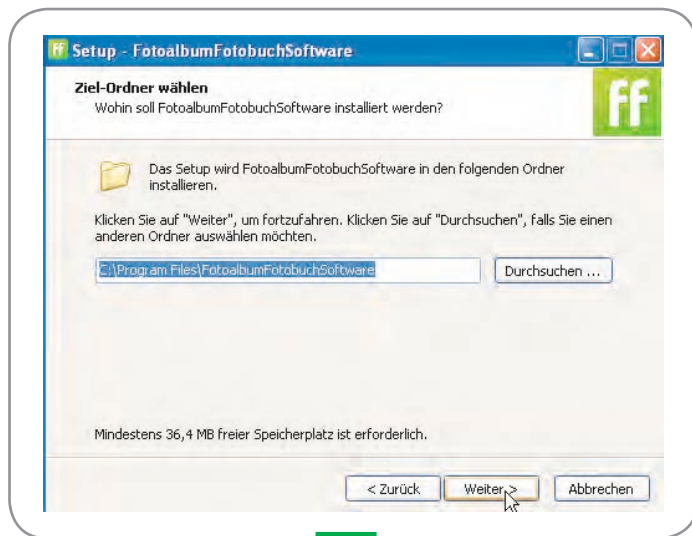 ff Setup - FotoalbumFotobuchSoftware
Ziel-Ordner wählen
Wohin soll FotoalbumFotobuchSoftware installiert werden?
ff
Das Setup wird FotoalbumFotobuchSoftware in den folgenden Ordner
installieren.
Klicken Sie auf "Weiter", um fortzufahren. Klicken Sie auf "Durchsuchen", falls Sie einen
anderen Ordner auswählen möchten.
C:\Program Files\FotoalbumFotobuchSoftware
Durchsuchen ...
Mindestens 36,4 MB freier Speicherplatz ist erforderlich.
< Zurück Weiter > Abbrechen